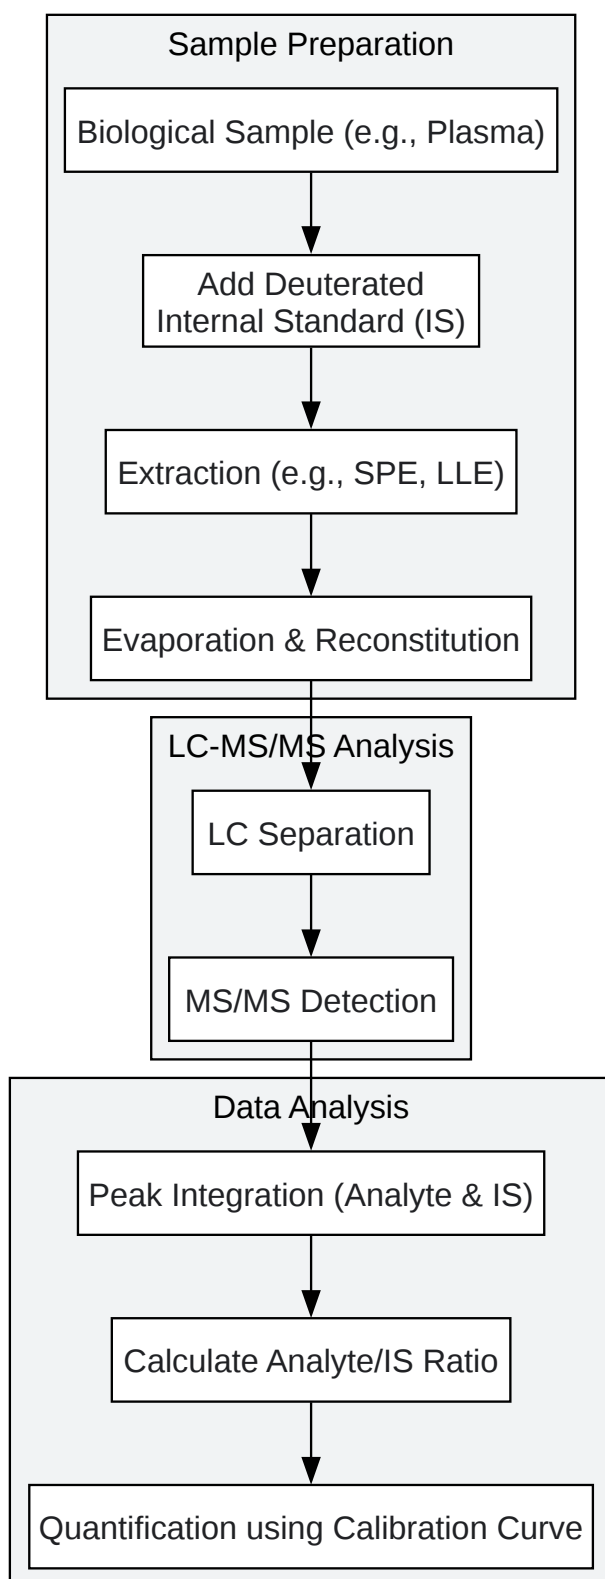 Sample Preparation
Biological Sample (e.g., Plasma)
Add Deuterated
Internal Standard (IS)
Extraction (e.g., SPE, LLE)
Evaporation & Reconstitution
LC-MS/MS Analysis
LC Separation
MS/MS Detection
Data Analysis
Peak Integration (Analyte & IS)
Calculate Analyte/IS Ratio
Quantification using Calibration Curve